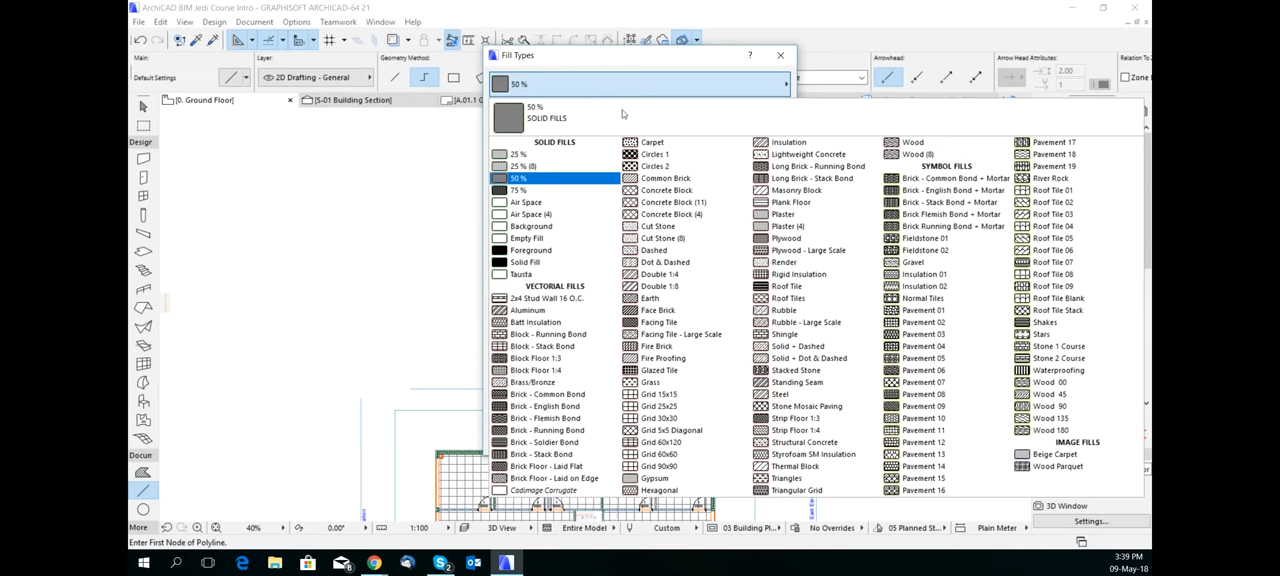 ArchiCAD BIM Jedi Course Intro - GRAPHISOFT ARCHICAD-64 21
File Edit View Design Document Options Teamwork Window Help
Fill Types
Main: Layer: Geometry Method: Arrowhead: Arrow Head Attributes: Relation To Z
Default Settings 2D Drafting - General 50 % 2.00 1 Zone
[0. Ground Floor] [S-01 Building Section]
50 %
SOLID FILLS
Design
Docum
More
SOLID FILLS
25 %
25 % (8)
50 %
75 %
Air Space
Air Space (4)
Background
Empty Fill
Foreground
Solid Fill
Tausta
VECTORIAL FILLS
2x4 Stud Wall 16 O.C.
Aluminum
Batt Insulation
Block - Running Bond
Block - Stack Bond
Block Floor 1:3
Block Floor 1:4
Brass/Bronze
Brick - Common Bond
Brick - English Bond
Brick - Flemish Bond
Brick - Running Bond
Brick - Soldier Bond
Brick - Stack Bond
Brick Floor - Laid Flat
Brick Floor - Laid on Edge
Cadimage Corrugate
Carpet
Circles 1
Circles 2
Common Brick
Concrete Block
Concrete Block (11)
Concrete Block (4)
Cut Stone
Cut Stone (8)
Dashed
Dot & Dashed
Double 1:4
Double 1:8
Earth
Face Brick
Facing Tile
Facing Tile - Large Scale
Fire Brick
Fire Proofing
Glazed Tile
Grass
Grid 15x15
Grid 25x25
Grid 30x30
Grid 5x5 Diagonal
Grid 60x120
Grid 60x60
Grid 90x90
Gypsum
Hexagonal
Insulation
Lightweight Concrete
Long Brick - Running Bond
Long Brick - Stack Bond
Masonry Block
Plank Floor
Plaster
Plaster (4)
Plywood
Plywood - Large Scale
Render
Rigid Insulation
Roof Tile
Roof Tiles
Rubble
Rubble - Large Scale
Shingle
Solid + Dashed
Solid + Dot & Dashed
Stacked Stone
Standing Seam
Steel
Stone Mosaic Paving
Strip Floor 1:3
Strip Floor 1:4
Structural Concrete
Styrofoam SM Insulation
Thermal Block
Triangles
Triangular Grid
Wood
Wood (8)
SYMBOL FILLS
Brick - Common Bond + Mortar
Brick - English Bond + Mortar
Brick - Stack Bond + Mortar
Brick Flemish Bond + Mortar
Brick Running Bond + Mortar
Fieldstone 01
Fieldstone 02
Gravel
Insulation 01
Insulation 02
Normal Tiles
Pavement 01
Pavement 02
Pavement 03
Pavement 04
Pavement 05
Pavement 06
Pavement 07
Pavement 08
Pavement 09
Pavement 10
Pavement 11
Pavement 12
Pavement 13
Pavement 14
Pavement 15
Pavement 16
Pavement 17
Pavement 18
Pavement 19
River Rock
Roof Tile 01
Roof Tile 02
Roof Tile 03
Roof Tile 04
Roof Tile 05
Roof Tile 06
Roof Tile 07
Roof Tile 08
Roof Tile 09
Roof Tile Blank
Roof Tile Stack
Shakes
Stars
Stone 1 Course
Stone 2 Course
Waterproofing
Wood 00
Wood 45
Wood 90
Wood 135
Wood 180
IMAGE FILLS
Beige Carpet
Wood Parquet
3D Window
Settings...
40% 0.00° 1:100 3D View Entire Model Custom 03 Building Pl... No Overrides 05 Planned St... Plain Meter
Enter First Node of Polyline.
3:39 PM
09-May-18